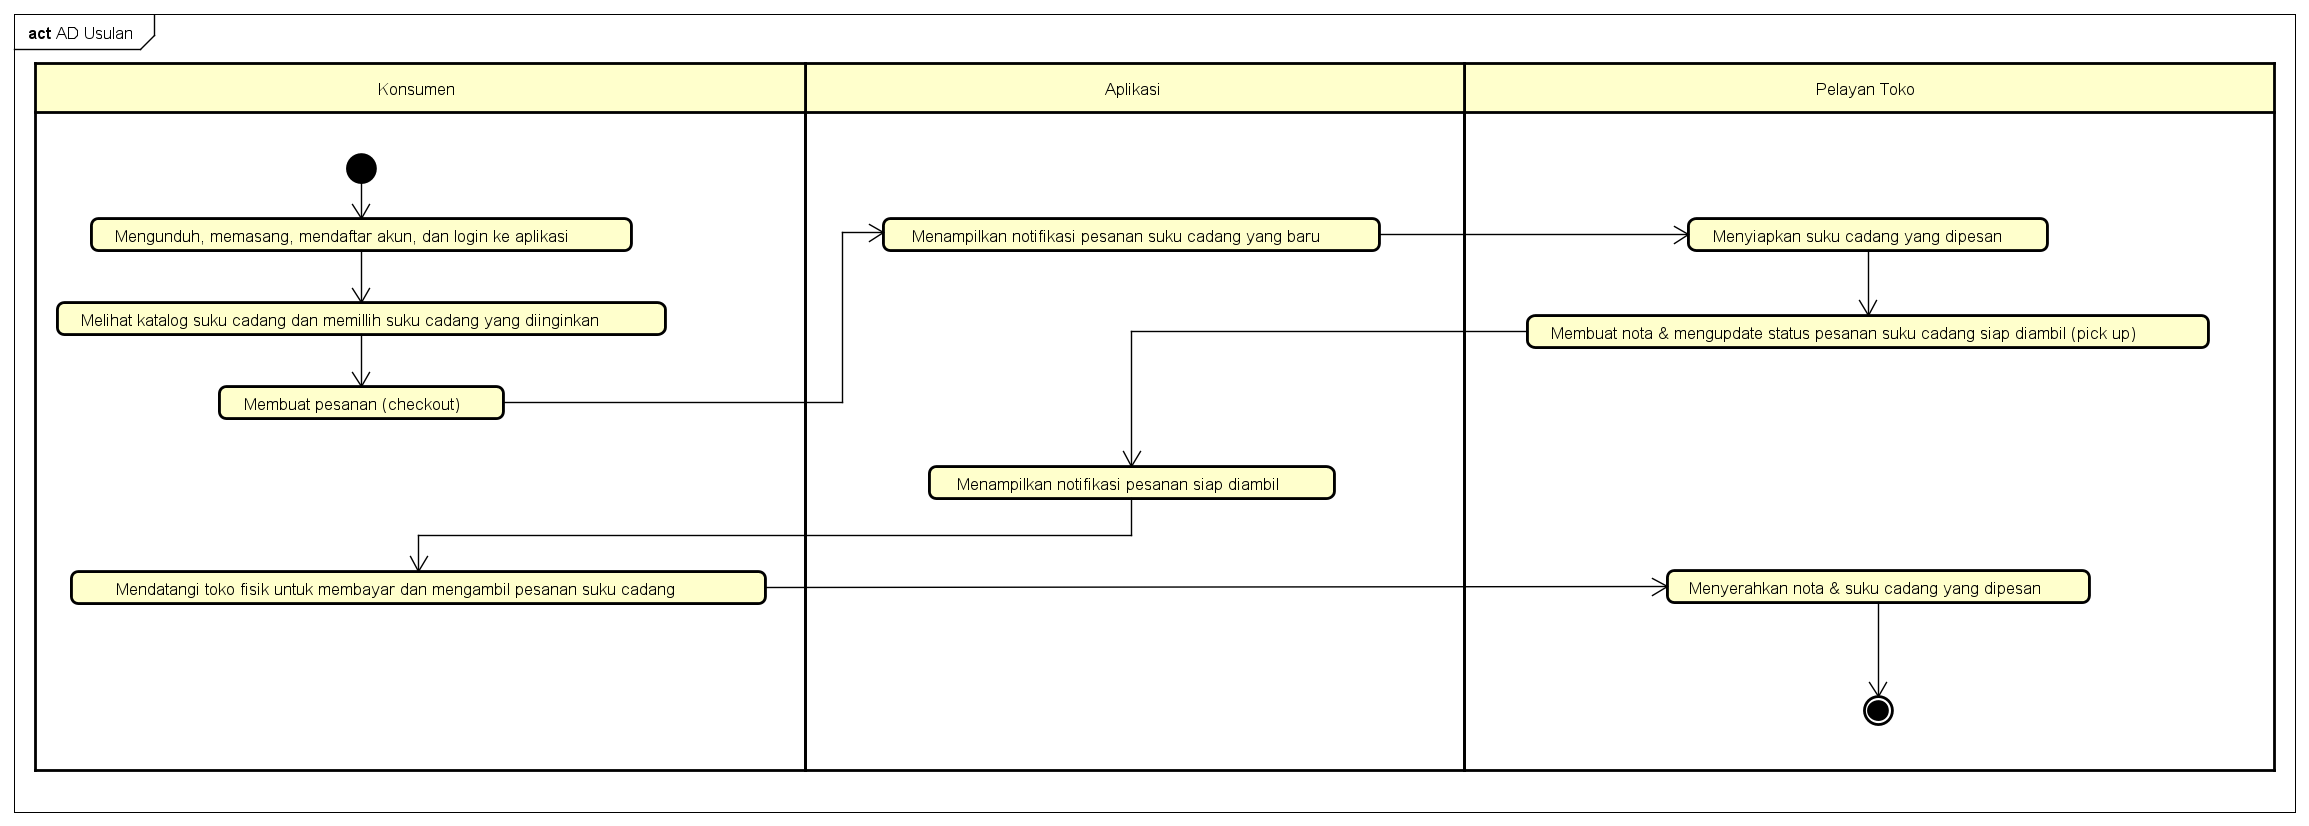 act AD Usulan
Konsumen
Aplikasi
Pelayan Toko
Mengunduh, memasang, mendaftar akun, dan login ke aplikasi
Melihat katalog suku cadang dan memillih suku cadang yang diinginkan
Membuat pesanan (checkout)
Menampilkan notifikasi pesanan suku cadang yang baru
Menyiapkan suku cadang yang dipesan
Membuat nota & mengupdate status pesanan suku cadang siap diambil (pick up)
Menampilkan notifikasi pesanan siap diambil
Mendatangi toko fisik untuk membayar dan mengambil pesanan suku cadang
Menyerahkan nota & suku cadang yang dipesan